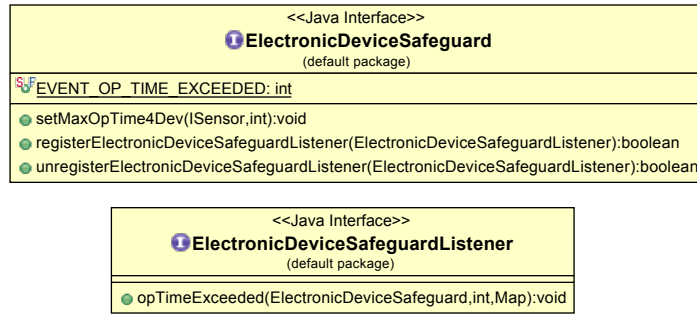 <<Java Interface>>
ElectronicDeviceSafeguard
(default package)
EVENT_OP_TIME_EXCEEDED: int
setMaxOpTime4Dev(ISensor,int):void
registerElectronicDeviceSafeguardListener(ElectronicDeviceSafeguardListener):boolean
unregisterElectronicDeviceSafeguardListener(ElectronicDeviceSafeguardListener):boolean
<<Java Interface>>
ElectronicDeviceSafeguardListener
(default package)
opTimeExceeded(ElectronicDeviceSafeguard,int,Map):void